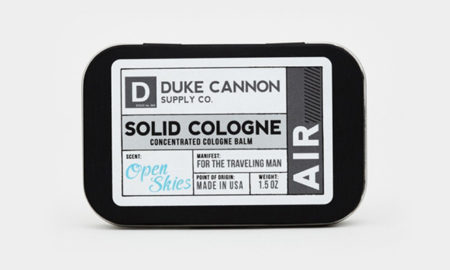 D
DUKE CANNON
SUPPLY CO.
SOLID COLOGNE
CONCENTRATED COLOGNE BALM
SCENT:
Open
Skies
MANIFEST:
FOR THE TRAVELING MAN
POINT OF ORIGIN:
MADE IN USA
WEIGHT:
1.5 OZ
AIR